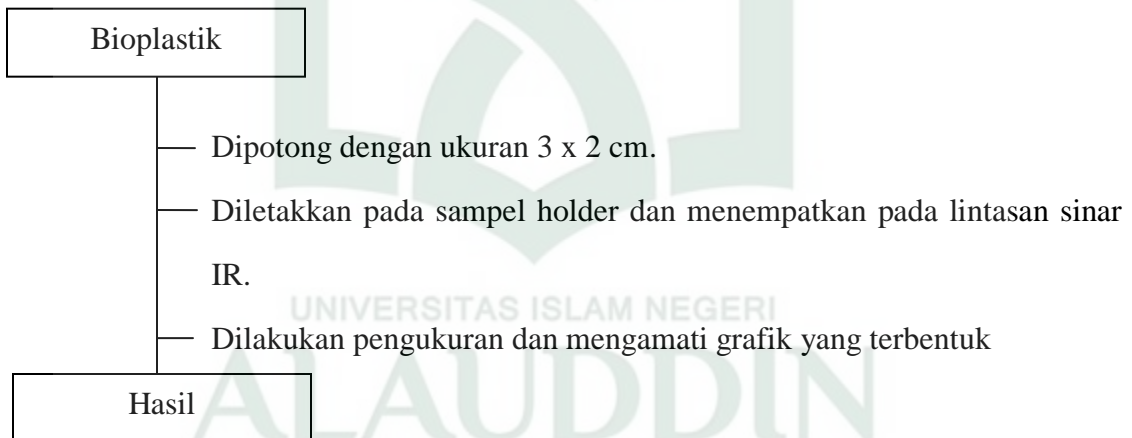 Bioplastik
Dipotong dengan ukuran 3 x 2 cm.
Diletakkan pada sampel holder dan menempatkan pada lintasan sinar
IR.
UNIVERSITAS ISLAM NEGERI
Dilakukan pengukuran dan mengamati grafik yang terbentuk
ALAUDDIN
Hasil